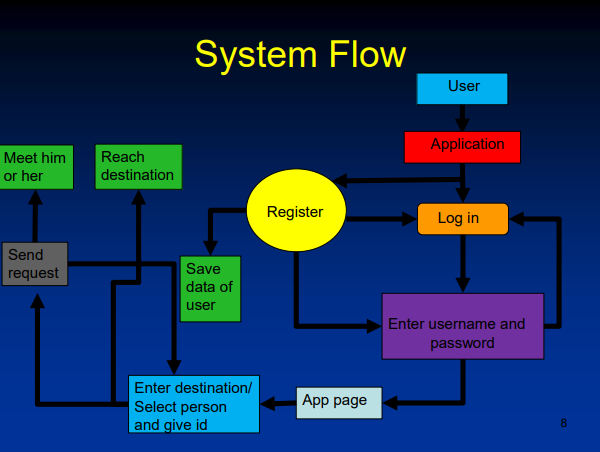 System Flow
User
Application
Meet him
or her
Reach
destination
Register
Log in
Send
request
Save
data of
user
Enter username and
password
Enter destination/
Select person
and give id
App page
8